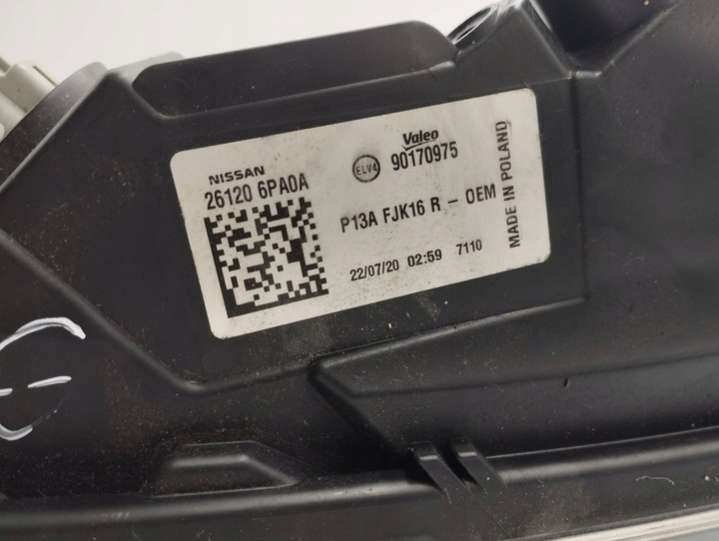 NISSAN
26120 6PA0A
ELV4
Valeo
90170975
P13A FJK16 R - OEM
22/07/20 02:59 7110
MADE IN POLAND